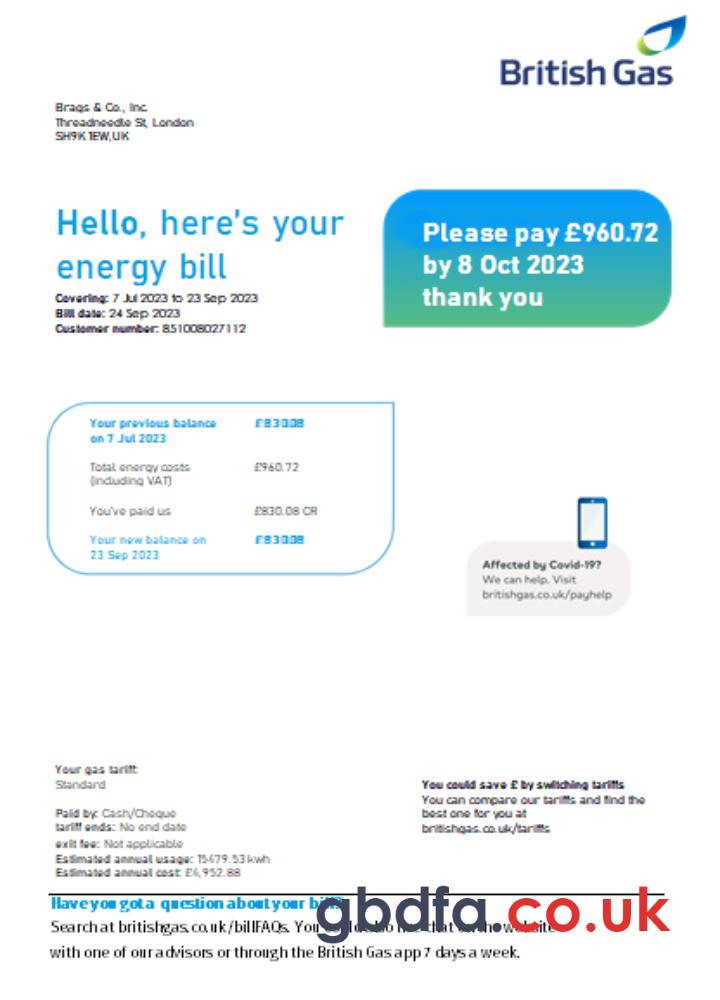 British Gas
Brags & Co., Inc.
Threadneedle St, London
SH9K 1EW,UK
Hello, here's your
energy bill
Covering: 7 Jul 2023 to 23 Sep 2023
Bill date: 24 Sep 2023
Customer number: 851008027112
Please pay £960.72
by 8 Oct 2023
thank you
Your previous balance £830.08
on 7 Jul 2023
Total energy costs £960.72
(including VAT)
You've paid us £830.08 CR
Your new balance on £830.08
23 Sep 2023
Affected by Covid-19?
We can help. Visit
britishgas.co.uk/payhelp
Your gas tariff:
Standard
Paid by: Cash/Cheque
tariff ends: No end date
exit fee: Not applicable
Estimated annual usage: 15479.53 kwh
Estimated annual cost: £4,952.88
You could save £ by switching tariffs
You can compare our tariffs and find the
best one for you at
britishgas.co.uk/tariffs
Have you got a question about your bill?
gbdfa.co.uk
Search at britishgas.co.uk/billFAQs. You website
with one of our advisors or through the British Gas app 7 days a week.